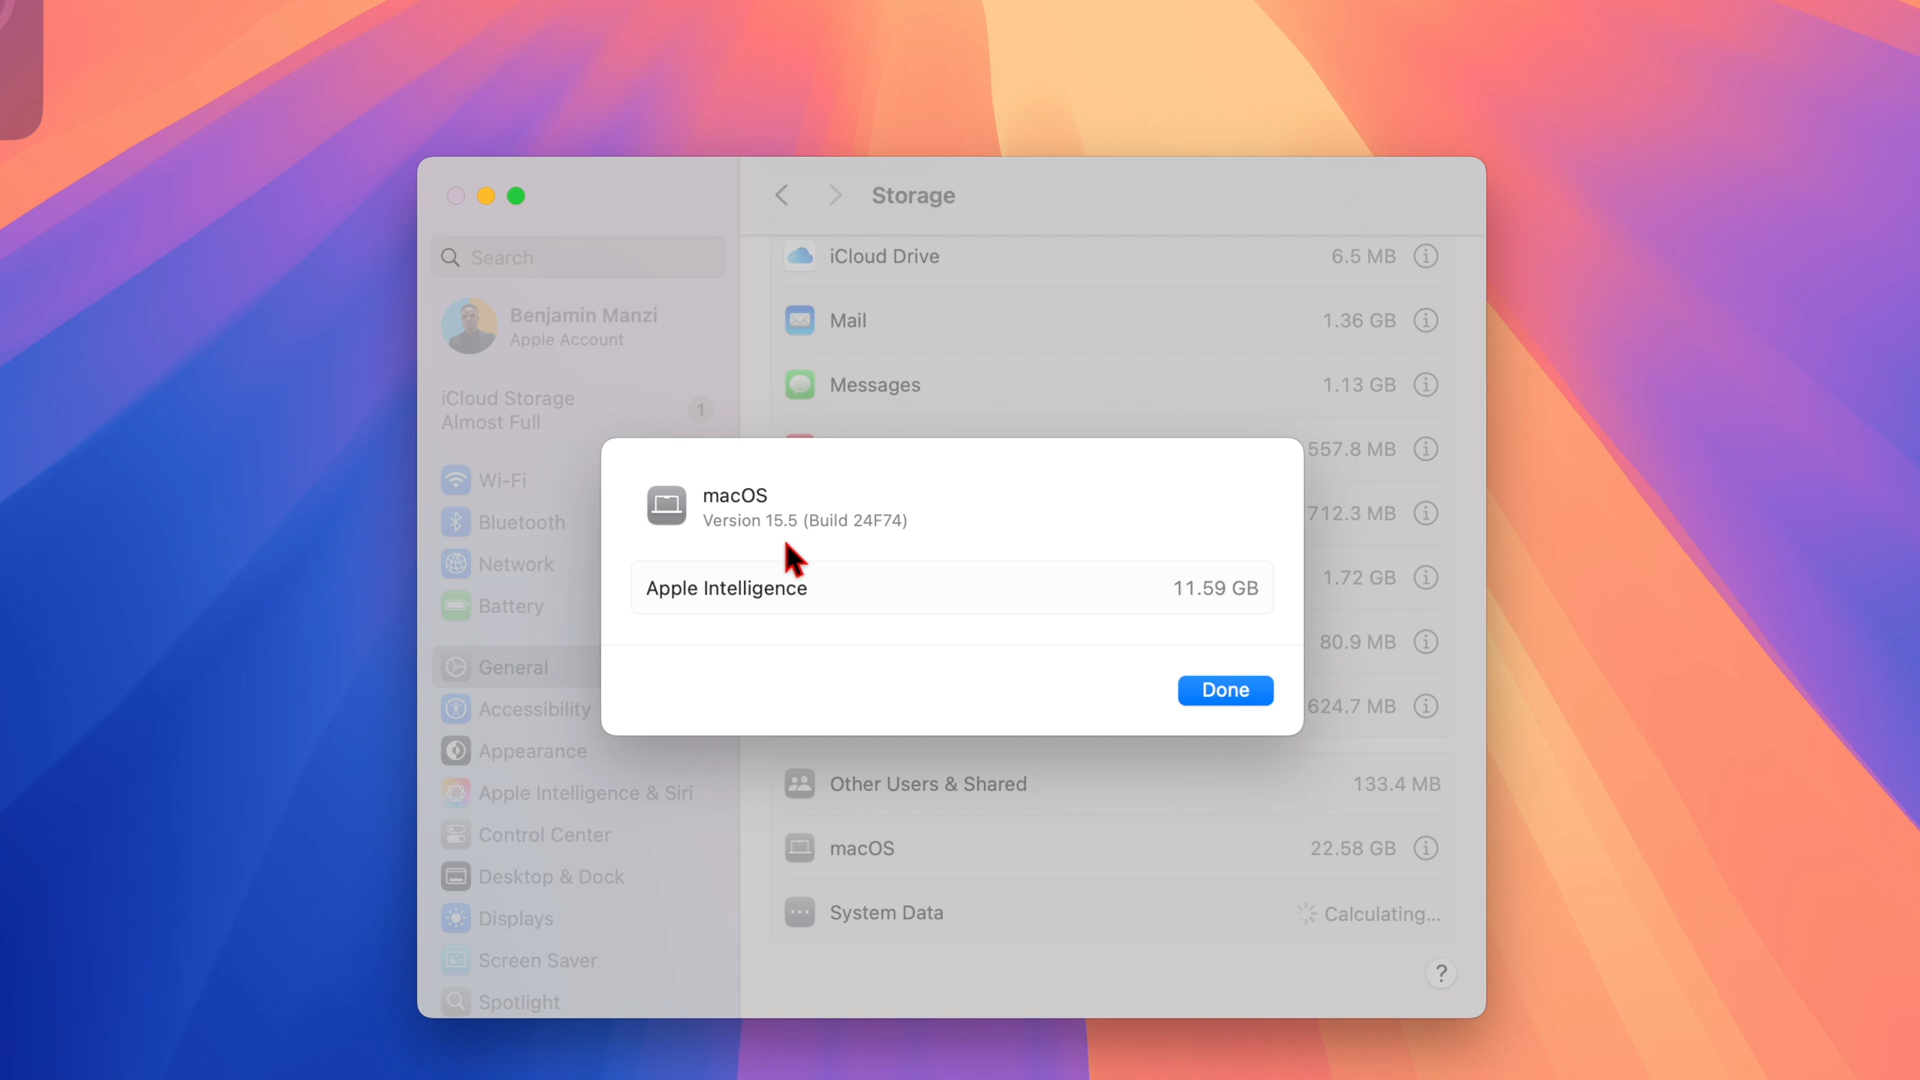 Storage
Search
Benjamin Manzi
Apple Account
iCloud Storage
Almost Full
1
Wi-Fi
Bluetooth
Network
Battery
General
Accessibility
Appearance
Apple Intelligence & Siri
Control Center
Desktop & Dock
Displays
Screen Saver
Spotlight
iCloud Drive 6.5 MB
Mail 1.36 GB
Messages 1.13 GB
557.8 MB
712.3 MB
1.72 GB
80.9 MB
624.7 MB
macOS
Version 15.5 (Build 24F74)
Apple Intelligence 11.59 GB
Done
Other Users & Shared 133.4 MB
macOS 22.58 GB
System Data Calculating...
?